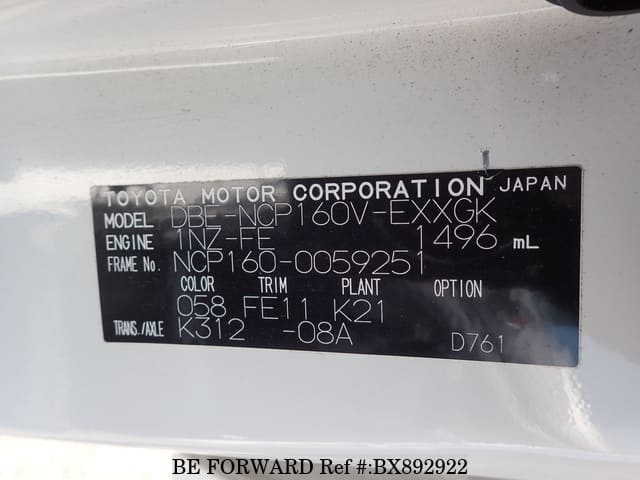 TOYOTA MOTOR CORPORATION JAPAN
MODEL DBE-NCP160V-EXXGK
ENGINE 1NZ-FE 1496 mL
FRAME No. NCP160-0059251
COLOR TRIM PLANT OPTION
058 FE11 K21
TRANS./AXLE K312 -08A
D761
BE FORWARD Ref #:BX892922